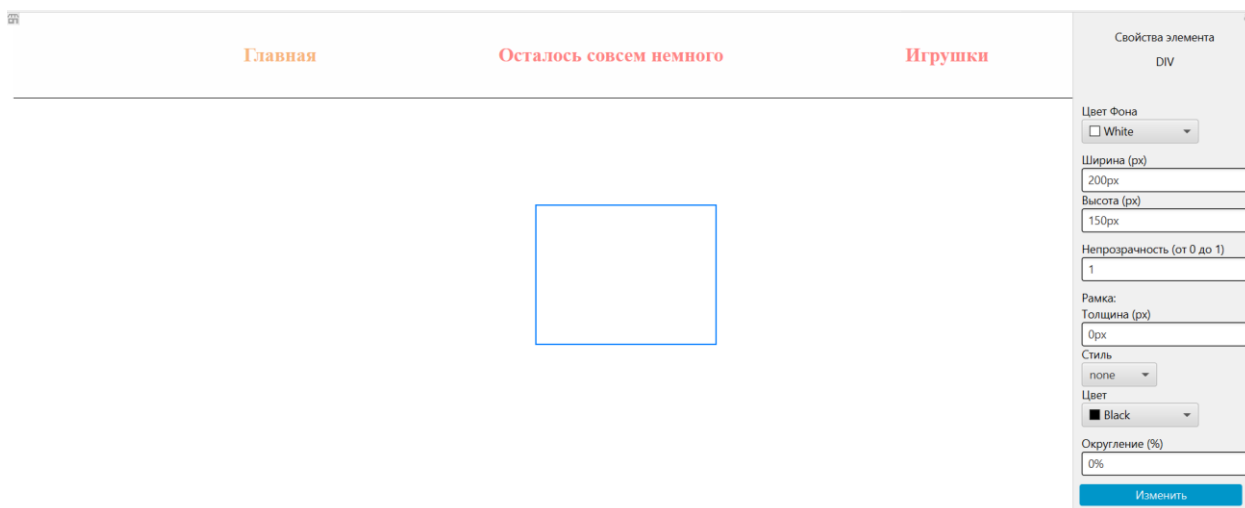 Главная Осталось совсем немного Игрушки
Свойства элемента
DIV
Цвет Фона
White
Ширина (px)
200px
Высота (px)
150px
Непрозрачность (от 0 до 1)
1
Рамка:
Толщина (px)
0px
Стиль
none
Цвет
Black
Округление (%)
0%
Изменить